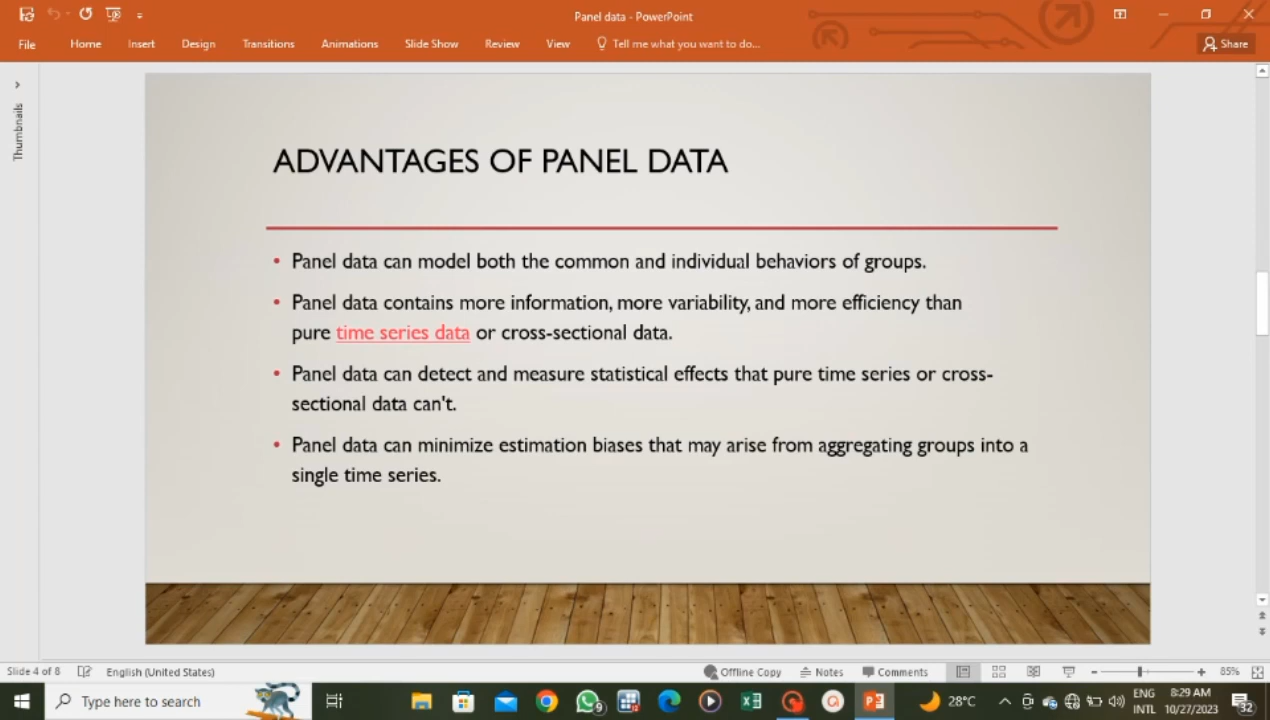 Panel data - PowerPoint
File Home Insert Design Transitions Animations Slide Show Review View Tell me what you want to do... Share
Thumbnails
ADVANTAGES OF PANEL DATA
• Panel data can model both the common and individual behaviors of groups.
• Panel data contains more information, more variability, and more efficiency than
pure time series data or cross-sectional data.
• Panel data can detect and measure statistical effects that pure time series or cross-
sectional data can't.
• Panel data can minimize estimation biases that may arise from aggregating groups into a
single time series.
Slide 4 of 8 English (United States) Offline Copy Notes Comments 85%
Type here to search 9 28°C ENG 8:29 AM
INTL 10/27/2023 32